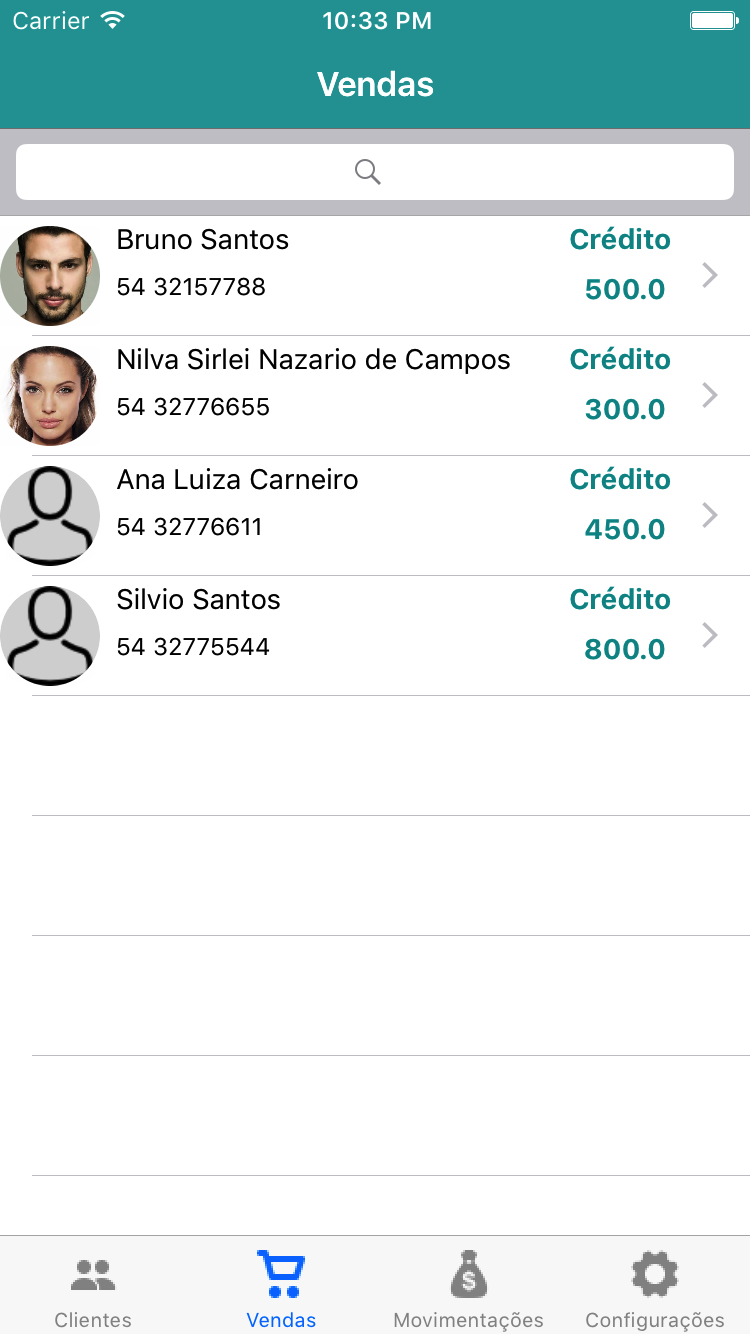 Carrier 10:33 PM
Vendas
Bruno Santos Crédito
54 32157788 500.0
Nilva Sirlei Nazario de Campos Crédito
54 32776655 300.0
Ana Luiza Carneiro Crédito
54 32776611 450.0
Silvio Santos Crédito
54 32775544 800.0
$
Clientes Vendas Movimentações Configurações